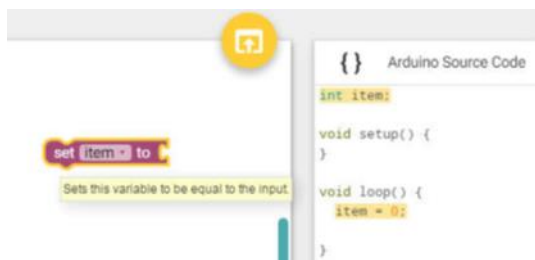 {} Arduino Source Code
int item;
void setup() {
}
void loop() {
item = 0;
}
set item to
Sets this variable to be equal to the input.